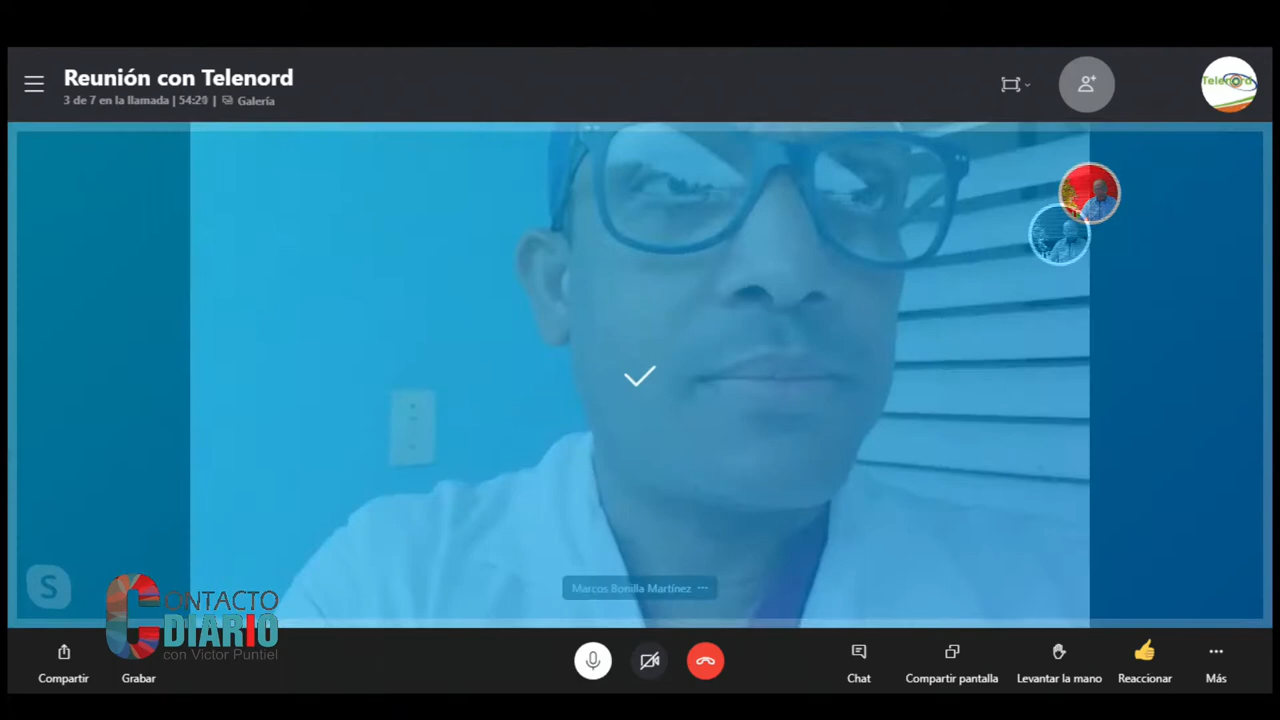 Reunión con Telenord
3 de 7 en la llamada | 54:20 | Galería
Telenord
Marcos Bonilla Martínez ...
S
CONTACTO
DIARIO
con Victor Puntiel
Compartir
Grabar
Chat
Compartir pantalla
Levantar la mano
Reaccionar
Más